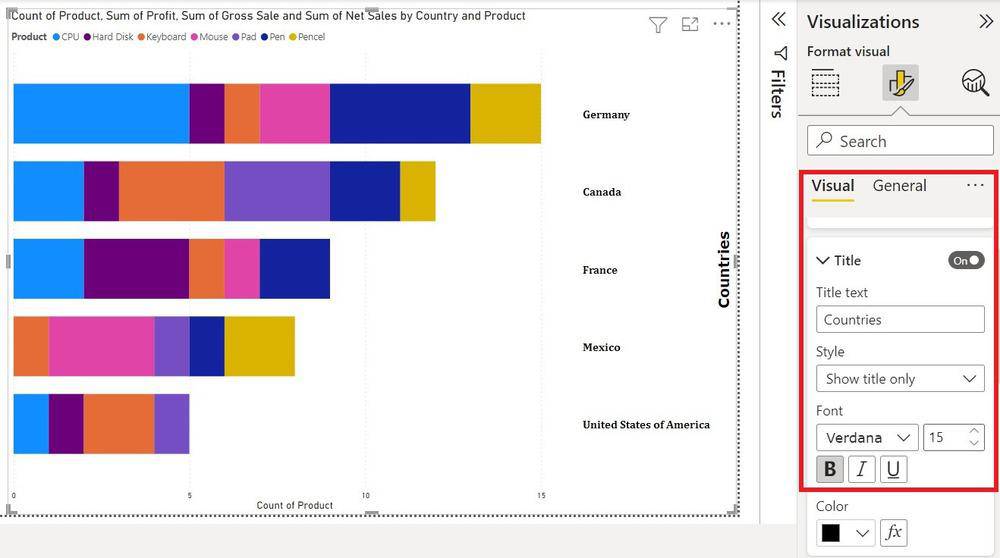 Count of Product, Sum of Profit, Sum of Gross Sale and Sum of Net Sales by Country and Product
Product CPU Hard Disk Keyboard Mouse Pad Pen Pencel
Germany
Canada
France
Mexico
United States of America
Countries
0 5 10 15
Count of Product
Filters
Visualizations
Format visual
Search
Visual General
Title On
Title text
Countries
Style
Show title only
Font
Verdana 15
B I U
Color
fx